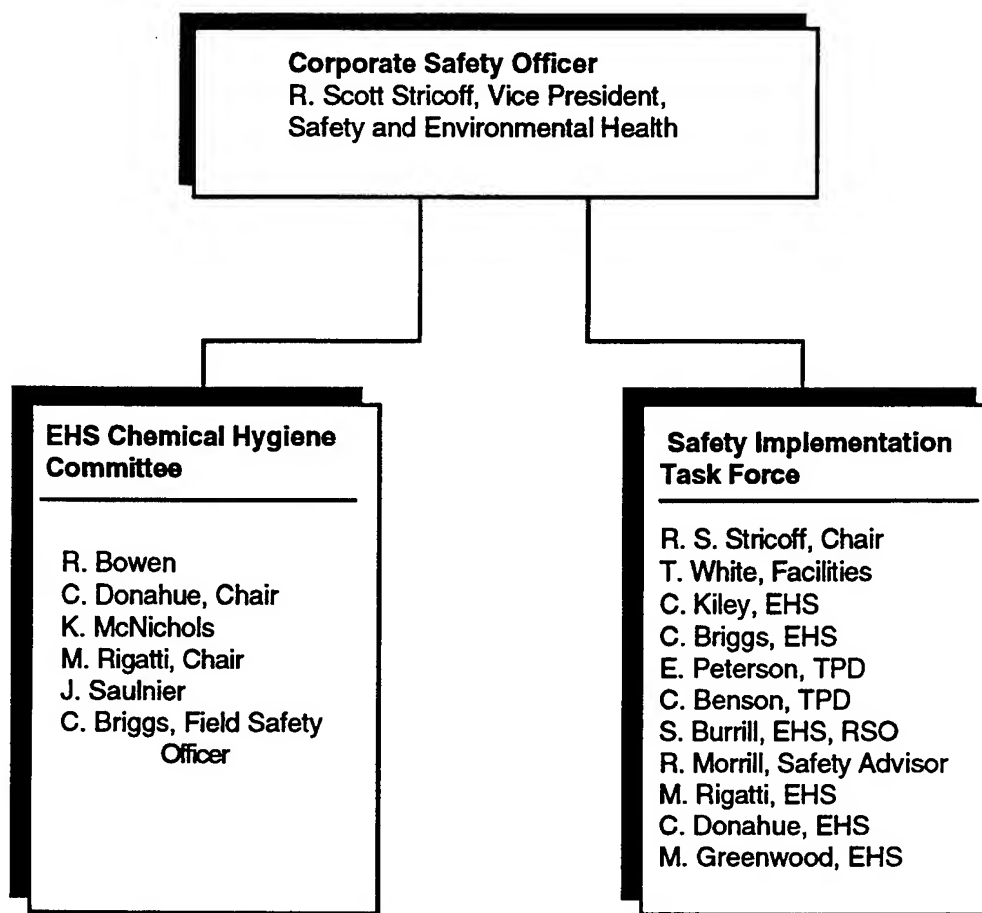 Corporate Safety Officer
R. Scott Stricoff, Vice President,
Safety and Environmental Health
EHS Chemical Hygiene
Committee
R. Bowen
C. Donahue, Chair
K. McNichols
M. Rigatti, Chair
J. Saulnier
C. Briggs, Field Safety
Officer
Safety Implementation
Task Force
R. S. Stricoff, Chair
T. White, Facilities
C. Kiley, EHS
C. Briggs, EHS
E. Peterson, TPD
C. Benson, TPD
S. Burrill, EHS, RSO
R. Morrill, Safety Advisor
M. Rigatti, EHS
C. Donahue, EHS
M. Greenwood, EHS